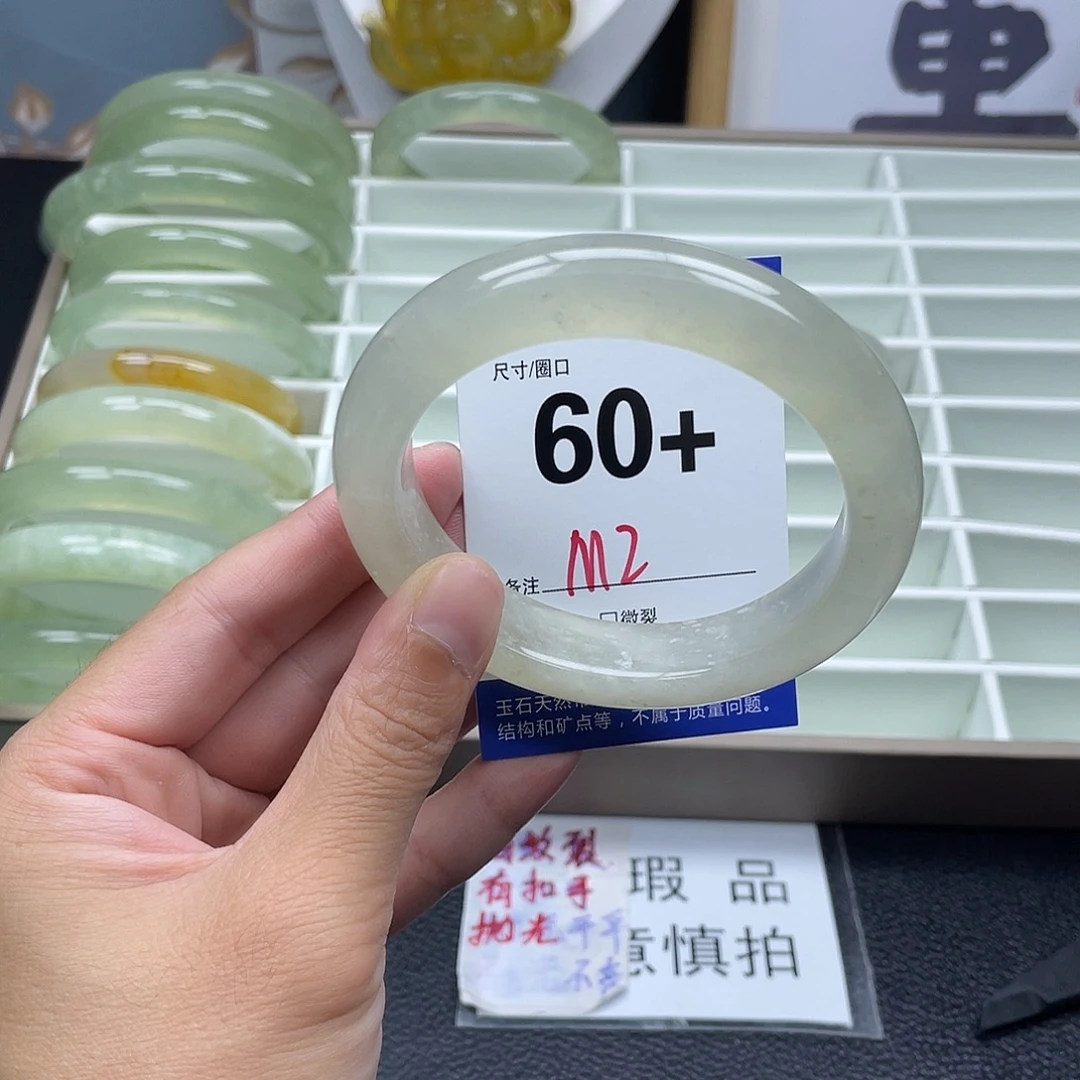 尺寸/圈口
60+
M2
备注
口微裂
玉石天然
结构和矿点等，不属于质量问题。
纹裂
有扣手
抛光
瑕品
意慎拍